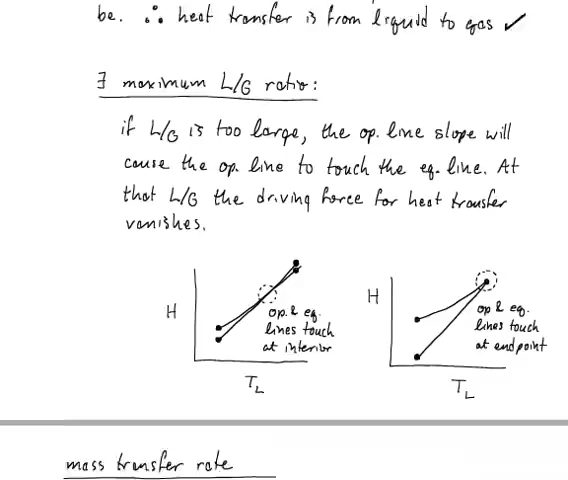 be. ∴ heat transfer is from liquid to gas ✓
∃ maximum L/G ratio:
if L/G is too large, the op. line slope will
cause the op. line to touch the eq. line. At
that L/G the driving force for heat transfer
vanishes.
H
op. & eq.
lines touch
at interior
T_L
H
op & eq.
lines touch
at endpoint
T_L
mass transfer rate